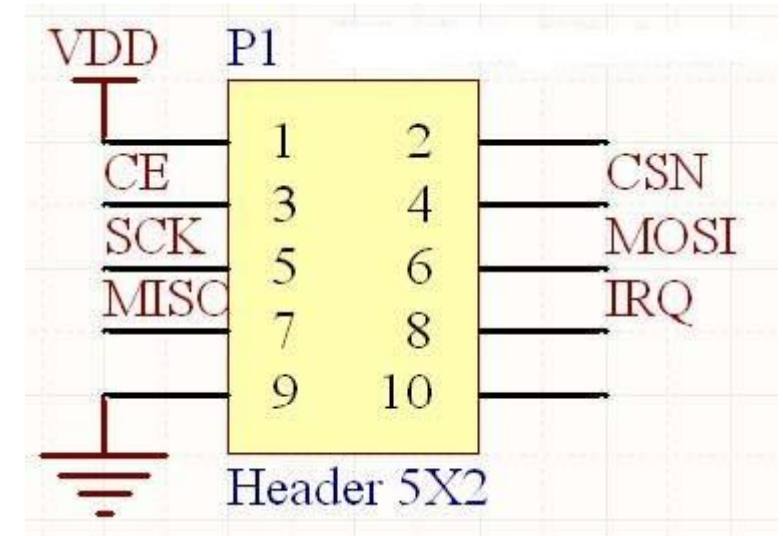 VDD P1
1 2
CE CSN
3 4
SCK MOSI
5 6
MISO IRQ
7 8
9 10
Header 5X2